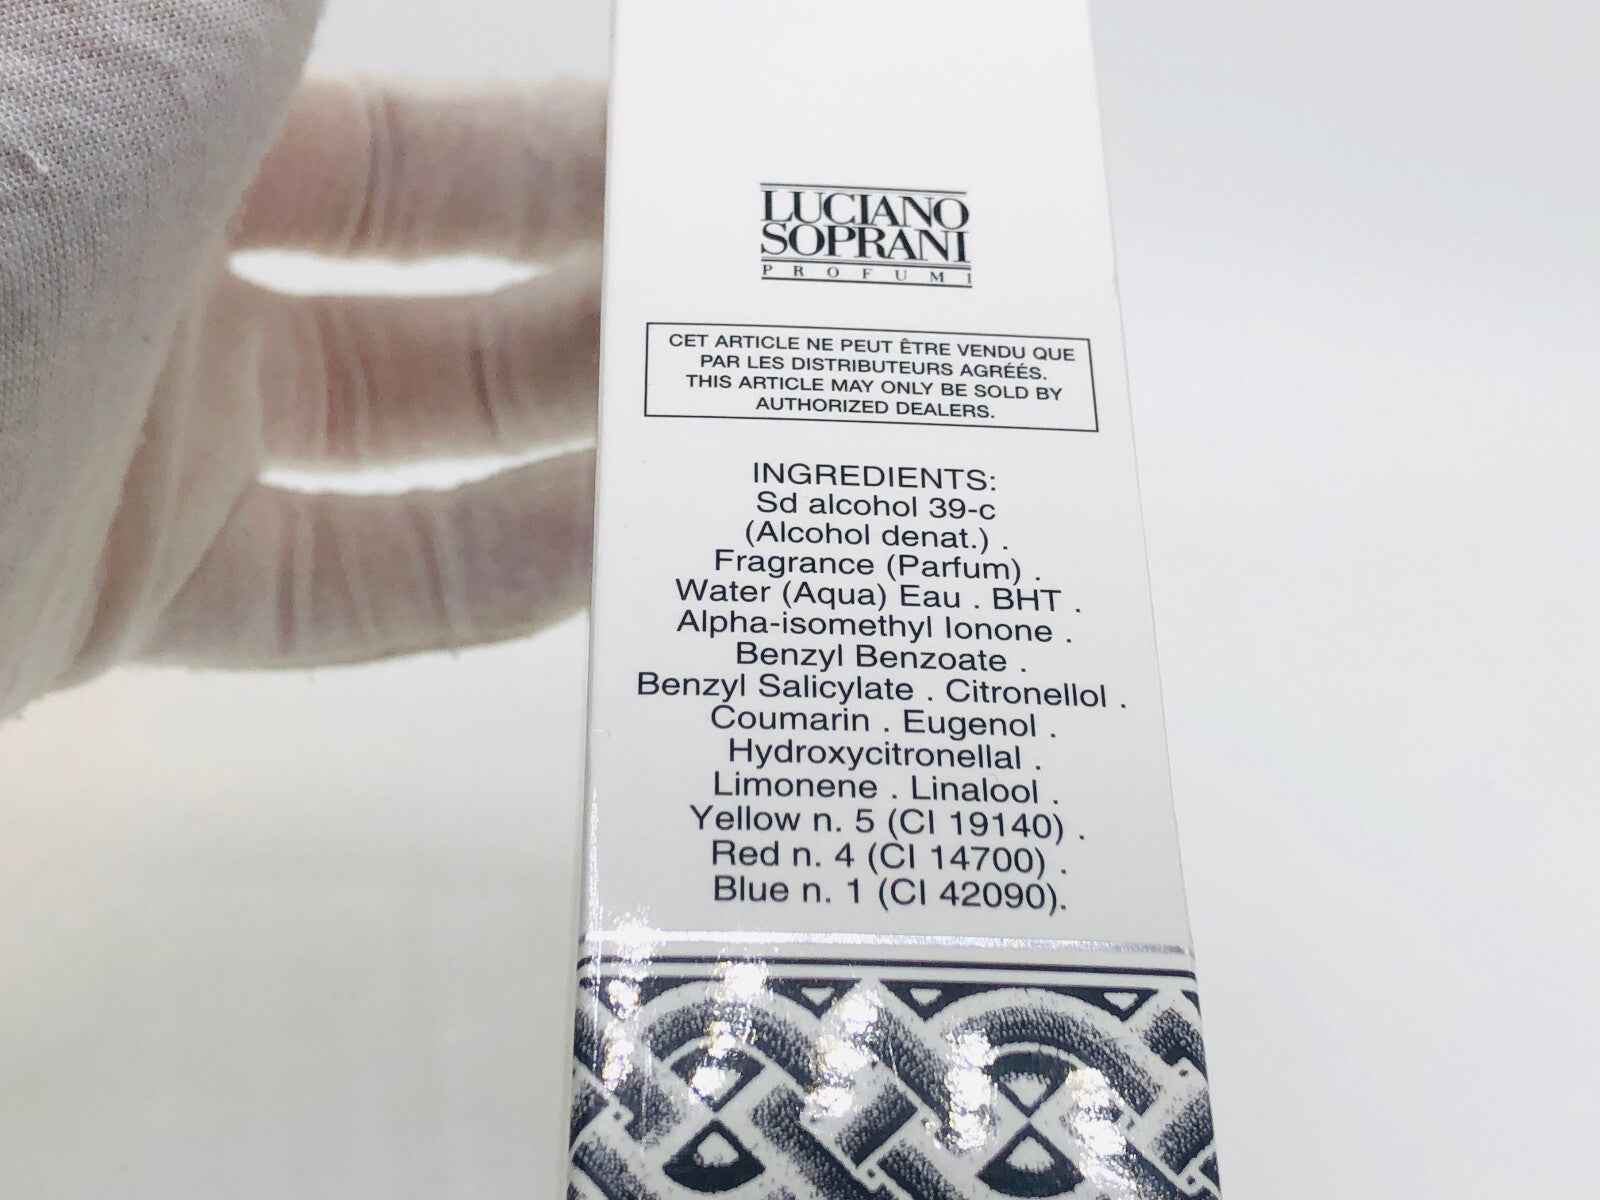 LUCIANO
SOPRANI
PROFUMI
CET ARTICLE NE PEUT ÊTRE VENDU QUE
PAR LES DISTRIBUTEURS AGRÉÉS.
THIS ARTICLE MAY ONLY BE SOLD BY
AUTHORIZED DEALERS.
INGREDIENTS:
Sd alcohol 39-c
(Alcohol denat.) .
Fragrance (Parfum) .
Water (Aqua) Eau . BHT .
Alpha-isomethyl Ionone .
Benzyl Benzoate .
Benzyl Salicylate . Citronellol .
Coumarin . Eugenol .
Hydroxycitronellal .
Limonene . Linalool .
Yellow n. 5 (CI 19140) .
Red n. 4 (CI 14700) .
Blue n. 1 (CI 42090).